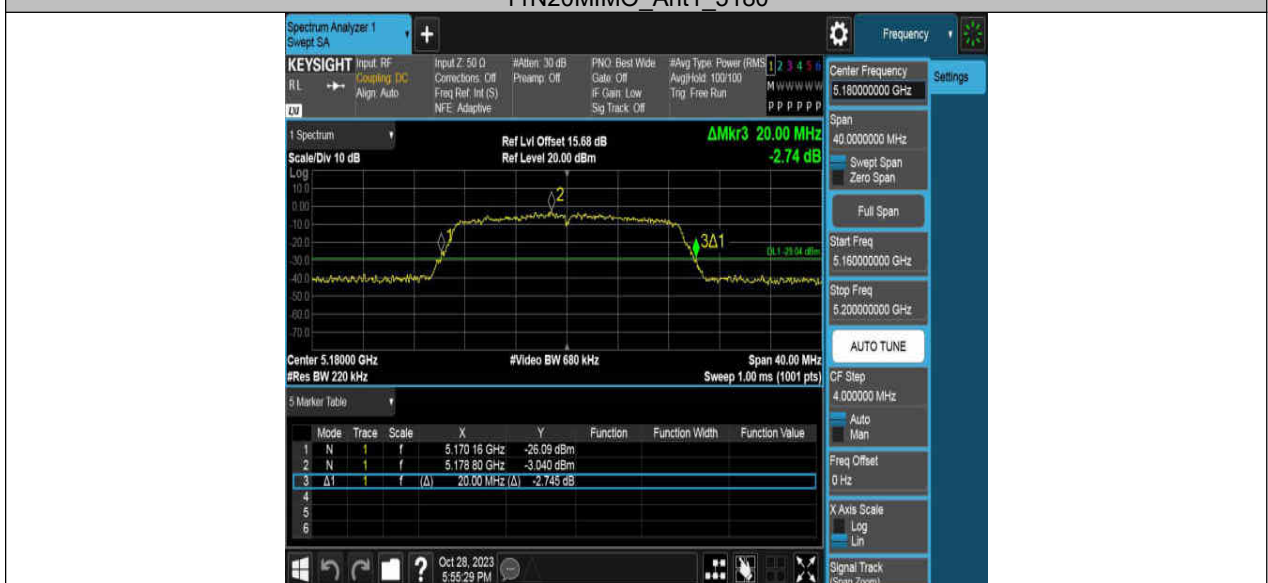 11N20MIMO_Ant1_5180
Spectrum Analyzer 1
Swept SA
Frequency
KEYSIGHT
RL
LXI
Input: RF
Coupling: DC
Align: Auto
Input Z: 50 Ω
Corrections: Off
Freq Ref: Int (S)
NFE: Adaptive
#Atten: 30 dB
Preamp: Off
PNO: Best Wide
Gate: Off
IF Gain: Low
Sig Track: Off
#Avg Type: Power (RMS
Avg|Hold: 100/100
Trig: Free Run
1 2 3 4 5 6
M W W W W W
P P P P P P
Center Frequency
5.180000000 GHz
Settings
Span
40.0000000 MHz
Swept Span
Zero Span
Full Span
Start Freq
5.160000000 GHz
Stop Freq
5.200000000 GHz
AUTO TUNE
CF Step
4.000000 MHz
Auto
Man
Freq Offset
0 Hz
X Axis Scale
Log
Lin
Signal Track
(Span Zoom)
1 Spectrum
Scale/Div 10 dB
Ref Lvl Offset 15.68 dB
Ref Level 20.00 dBm
ΔMkr3 20.00 MHz
-2.74 dB
Log
10.0
0.00
-10.0
-20.0
-30.0
-40.0
-50.0
-60.0
-70.0
1
2
3Δ1
DL1 -29.04 dBm
Center 5.18000 GHz
#Video BW 680 kHz
Span 40.00 MHz
#Res BW 220 kHz
Sweep 1.00 ms (1001 pts)
5 Marker Table
Mode Trace Scale X Y Function Function Width Function Value
1 N 1 f 5.170 16 GHz -26.09 dBm
2 N 1 f 5.178 80 GHz -3.040 dBm
3 Δ1 1 f (Δ) 20.00 MHz (Δ) -2.745 dB
4
5
6
Oct 28, 2023
5:55:29 PM